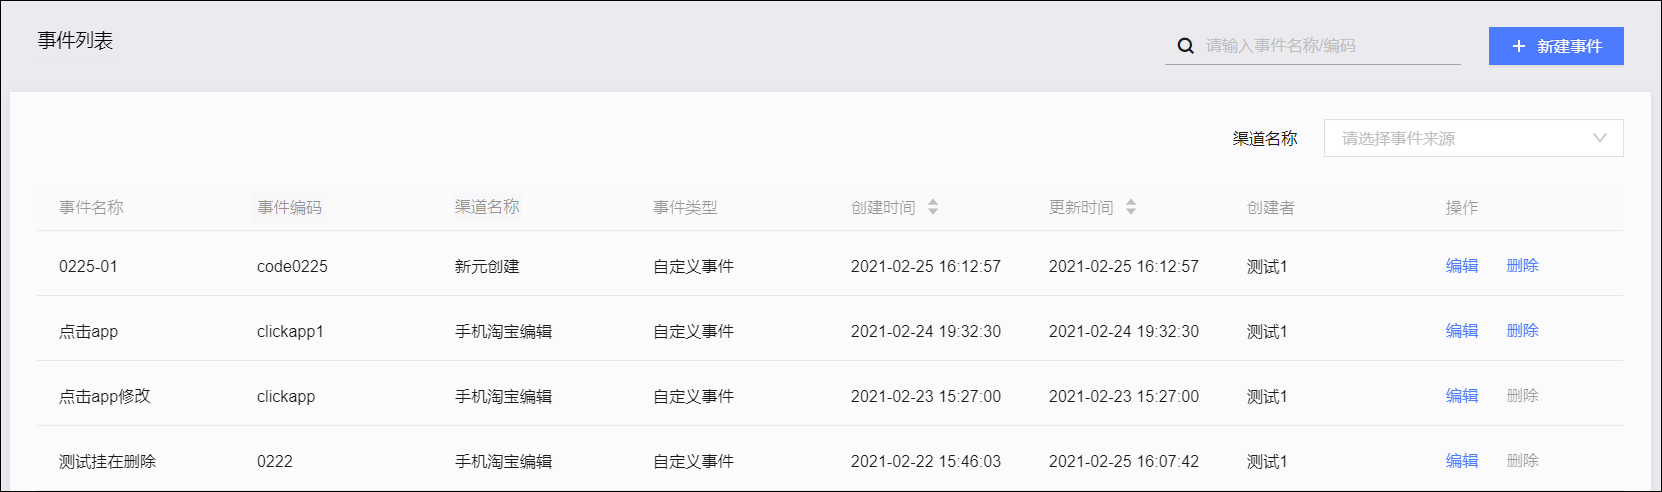 事件列表
请输入事件名称/编码
新建事件
渠道名称 请选择事件来源
事件名称 事件编码 渠道名称 事件类型 创建时间 更新时间 创建者 操作
0225-01 code0225 新元创建 自定义事件 2021-02-25 16:12:57 2021-02-25 16:12:57 测试1 编辑 删除
点击app clickapp1 手机淘宝编辑 自定义事件 2021-02-24 19:32:30 2021-02-24 19:32:30 测试1 编辑 删除
点击app修改 clickapp 手机淘宝编辑 自定义事件 2021-02-23 15:27:00 2021-02-23 15:27:00 测试1 编辑 删除
测试挂在删除 0222 手机淘宝编辑 自定义事件 2021-02-22 15:46:03 2021-02-25 16:07:42 测试1 编辑 删除